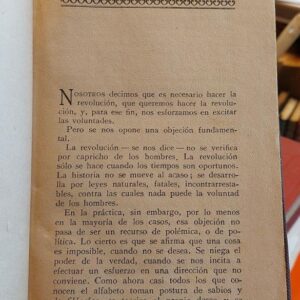 NOSOTROS decimos que es necesario hacer la
revolución, que queremos hacer la revolu-
ción, y, para ese fin, nos esforzamos en excitar
las voluntades.
Pero se nos opone una objeción fundamen-
tal.
La revolución — se nos dice — no se verifica
por capricho de los hombres. La revolución
sólo se hace cuando los tiempos son oportunos.
La historia no se mueve al acaso; se desarro-
lla por leyes naturales, fatales, incontrarres-
tables, contra las cuales nada puede la voluntad
de los hombres.
En la práctica, sin embargo, por lo menos
en la mayoría de los casos, esa objeción no
pasa de ser un recurso de polémica, o de po-
lítica. Lo cierto es que se afirma que una cosa
es imposible, cuando no se desea. Se niega el
poder de la verdad, cuando se nos incita a
efectuar un esfuerzo en una dirección que no
conviene. Como ahora casi todos los que co-
nocen el alfabeto toman postura de sabios y